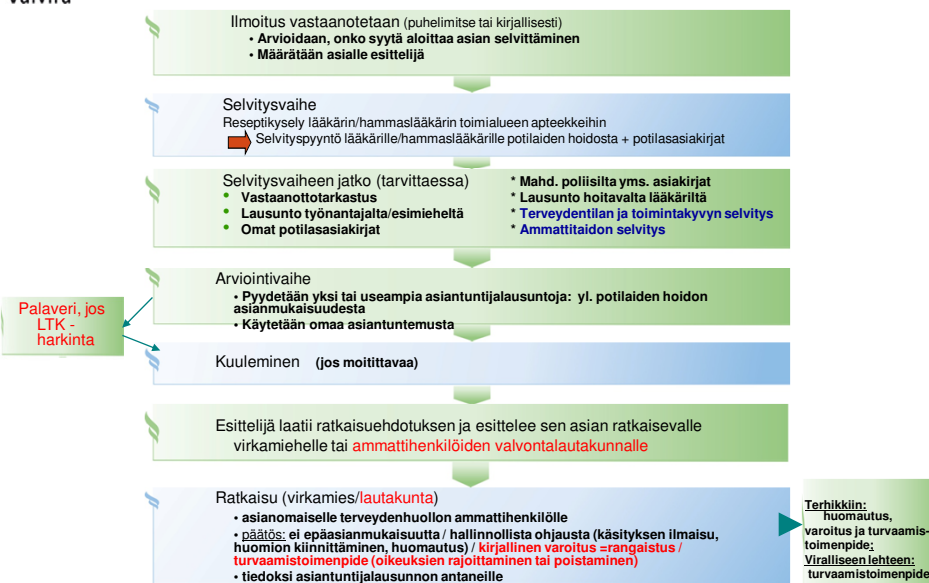 Valvira
Ilmoitus vastaanotetaan (puhelimitse tai kirjallisesti)
• Arvioidaan, onko syytä aloittaa asian selvittäminen
• Määrätään asialle esittelijä
Selvitysvaihe
Reseptikysely lääkärin/hammaslääkärin toimialueen apteekkeihin
Selvityspyyntö lääkärille/hammaslääkärille potilaiden hoidosta + potilasasiakirjat
Selvitysvaiheen jatko (tarvittaessa)
• Vastaanottotarkastus
• Lausunto työnantajalta/esimieheltä
• Omat potilasasiakirjat
* Mahd. poliisilta yms. asiakirjat
* Lausunto hoitavalta lääkäriltä
* Terveydentilan ja toimintakyvyn selvitys
* Ammattitaidon selvitys
Arviointivaihe
• Pyydetään yksi tai useampia asiantuntijalausuntoja: yl. potilaiden hoidon
asianmukaisuudesta
• Käytetään omaa asiantuntemusta
Palaveri, jos
LTK -
harkinta
Kuuleminen (jos moitittavaa)
Esittelijä laatii ratkaisuehdotuksen ja esittelee sen asian ratkaisevalle
virkamiehelle tai ammattihenkilöiden valvontalautakunnalle
Ratkaisu (virkamies/lautakunta)
• asianomaiselle terveydenhuollon ammattihenkilölle
• päätös: ei epäasianmukaisuutta / hallinnollista ohjausta (käsityksen ilmaisu,
huomion kiinnittäminen, huomautus) / kirjallinen varoitus =rangaistus /
turvaamistoimenpide (oikeuksien rajoittaminen tai poistaminen)
• tiedoksi asiantuntijalausunnon antaneille
Terhikkiin:
huomautus,
varoitus ja turvaamis-
toimenpide;
Viralliseen lehteen:
turvaamistoimenpide